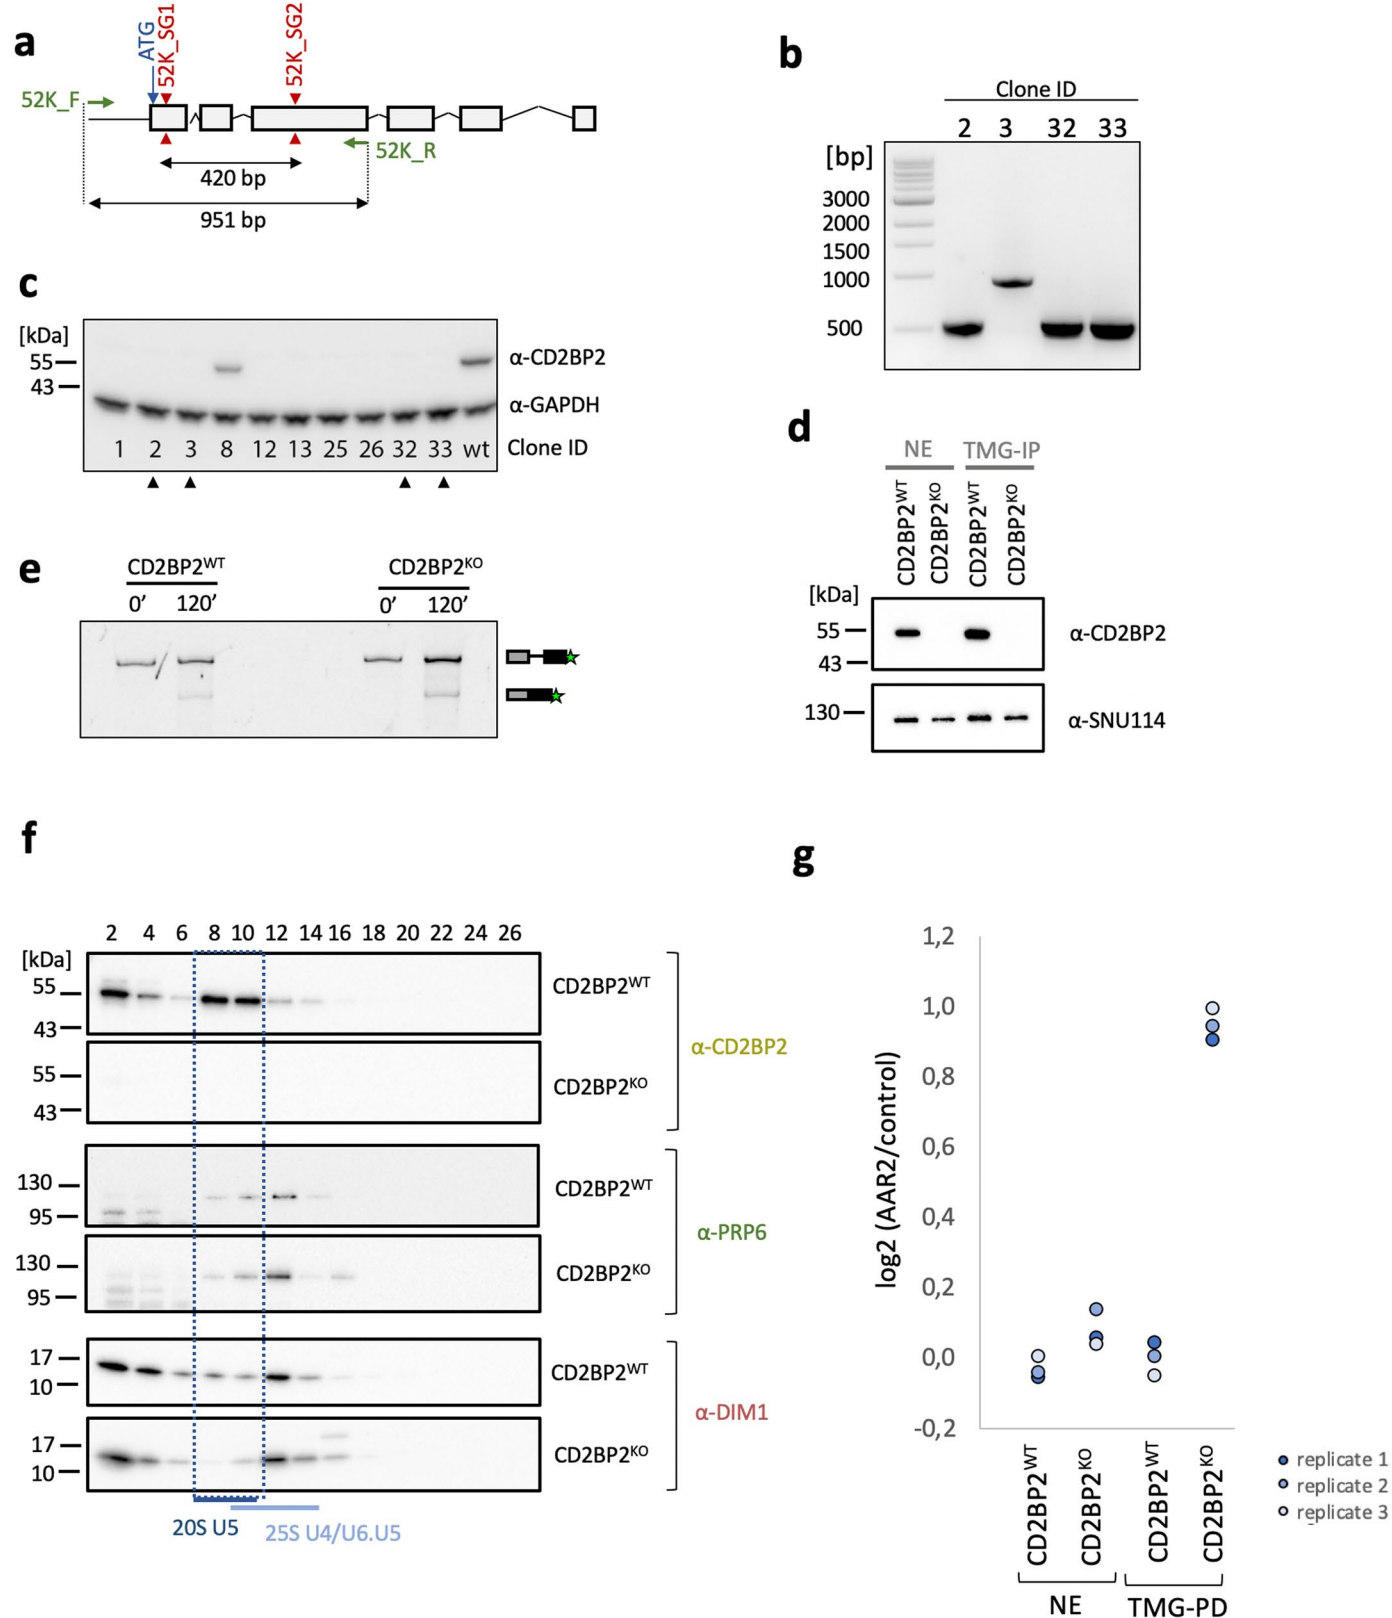 a
ATG
52K_SG1
52K_SG2
52K_F
52K_R
420 bp
951 bp
b
Clone ID
2 3 32 33
[bp]
3000
2000
1500
1000
500
c
[kDa]
55
43
α-CD2BP2
α-GAPDH
1 2 3 8 12 13 25 26 32 33 wt Clone ID
d
NE TMG-IP
CD2BP2WT
CD2BP2KO
CD2BP2WT
CD2BP2KO
[kDa]
55
43
α-CD2BP2
130
α-SNU114
e
CD2BP2WT CD2BP2KO
0’ 120’ 0’ 120’
f
2 4 6 8 10 12 14 16 18 20 22 24 26
[kDa]
55
43
CD2BP2WT
55
43
CD2BP2KO
α-CD2BP2
130
95
CD2BP2WT
130
95
CD2BP2KO
α-PRP6
17
10
CD2BP2WT
17
10
CD2BP2KO
α-DIM1
20S U5
25S U4/U6.U5
g
log2 (AAR2/control)
1,2
1,0
0,8
0,6
0,4
0,2
0,0
-0,2
CD2BP2WT
CD2BP2KO
CD2BP2WT
CD2BP2KO
NE
TMG-PD
replicate 1
replicate 2
replicate 3